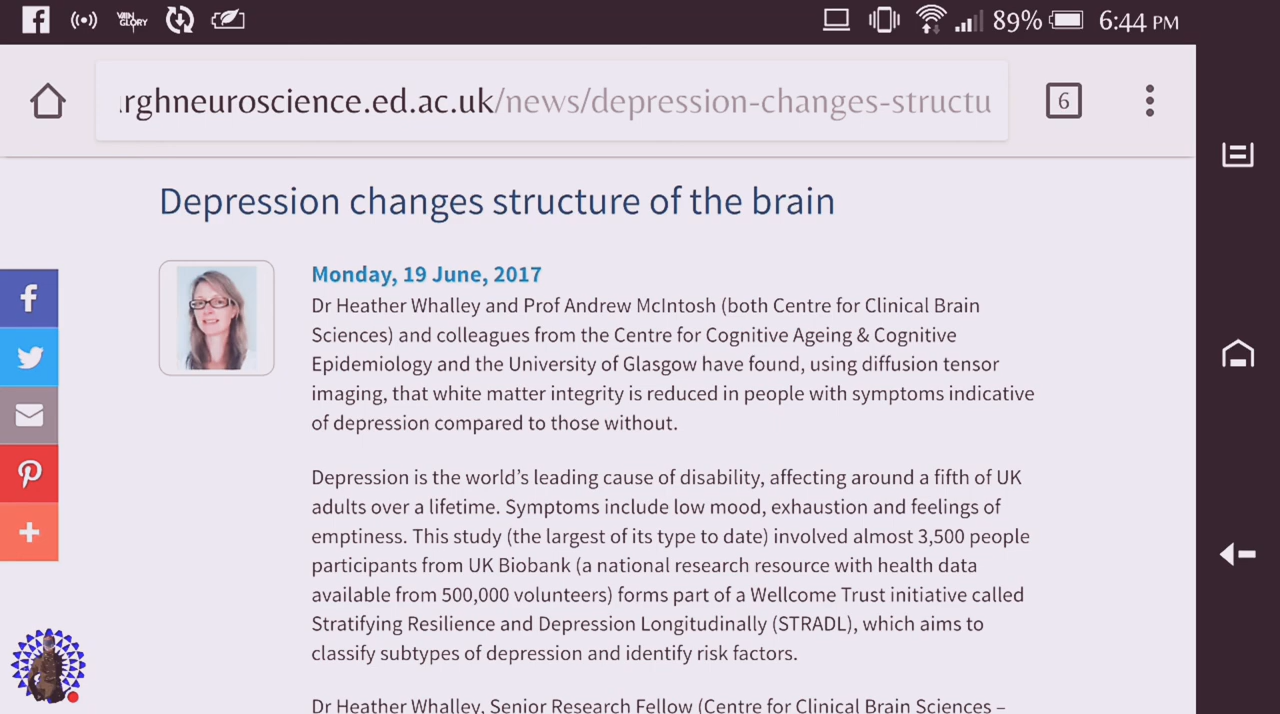 VAIN
GLORY
89%
6:44 PM
urghneuroscience.ed.ac.uk/news/depression-changes-structu
6
Depression changes structure of the brain
Monday, 19 June, 2017
Dr Heather Whalley and Prof Andrew McIntosh (both Centre for Clinical Brain
Sciences) and colleagues from the Centre for Cognitive Ageing & Cognitive
Epidemiology and the University of Glasgow have found, using diffusion tensor
imaging, that white matter integrity is reduced in people with symptoms indicative
of depression compared to those without.
Depression is the world's leading cause of disability, affecting around a fifth of UK
adults over a lifetime. Symptoms include low mood, exhaustion and feelings of
emptiness. This study (the largest of its type to date) involved almost 3,500 people
participants from UK Biobank (a national research resource with health data
available from 500,000 volunteers) forms part of a Wellcome Trust initiative called
Stratifying Resilience and Depression Longitudinally (STRADL), which aims to
classify subtypes of depression and identify risk factors.
Dr Heather Whalley, Senior Research Fellow (Centre for Clinical Brain Sciences –